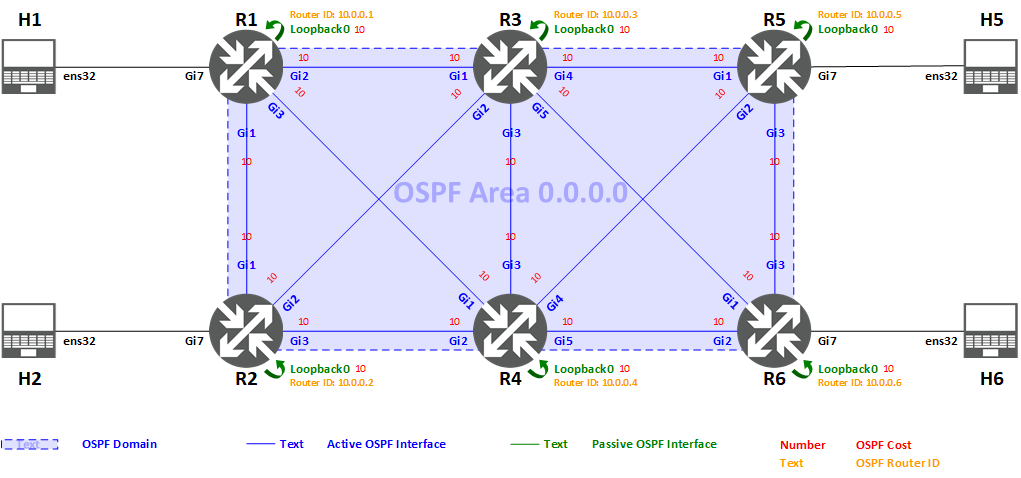 H1 R1 Router ID: 10.0.0.1 R3 Router ID: 10.0.0.3 R5 Router ID: 10.0.0.5 H5
Loopback0 10 Loopback0 10 Loopback0 10
10 10 10 10
ens32 Gi7 Gi2 Gi1 Gi4 Gi1 Gi7 ens32
10 10 10 10
Gi3 Gi2 Gi5 Gi2
Gi1 Gi3 Gi3
10 10 10
OSPF Area 0.0.0.0
10 10 10
Gi1 Gi3 Gi3
10 10 10 10
Gi2 Gi1 Gi4 Gi1
10 10 10 10
ens32 Gi7 Gi3 Gi2 Gi5 Gi2 Gi7 ens32
Loopback0 10 Loopback0 10 Loopback0 10
H2 R2 Router ID: 10.0.0.2 R4 Router ID: 10.0.0.4 R6 Router ID: 10.0.0.6 H6
Text OSPF Domain Text Active OSPF Interface Text Passive OSPF Interface Number OSPF Cost
Text OSPF Router ID